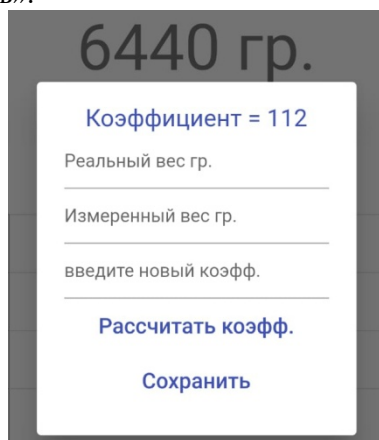 6440 гр.
Коэффициент = 112
Реальный вес гр.
Измеренный вес гр.
введите новый коэфф.
Рассчитать коэфф.
Сохранить